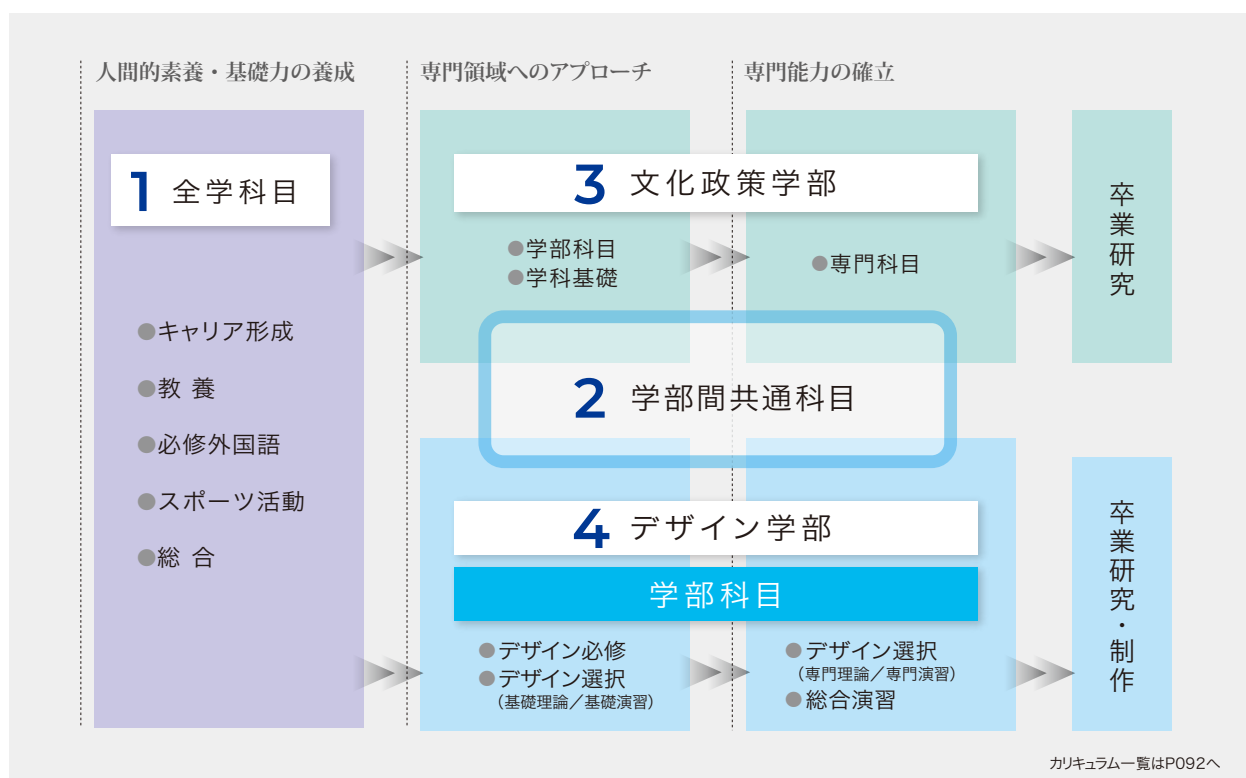 人間的素養・基礎力の養成
専門領域へのアプローチ
専門能力の確立
1 全学科目
●キャリア形成
●教 養
●必修外国語
●スポーツ活動
●総 合
3 文化政策学部
●学部科目
●学科基礎
●専門科目
卒業研究
2 学部間共通科目
4 デザイン学部
学部科目
●デザイン必修
●デザイン選択
（基礎理論／基礎演習）
●デザイン選択
（専門理論／専門演習）
●総合演習
卒業研究・制作
カリキュラム一覧はP092へ